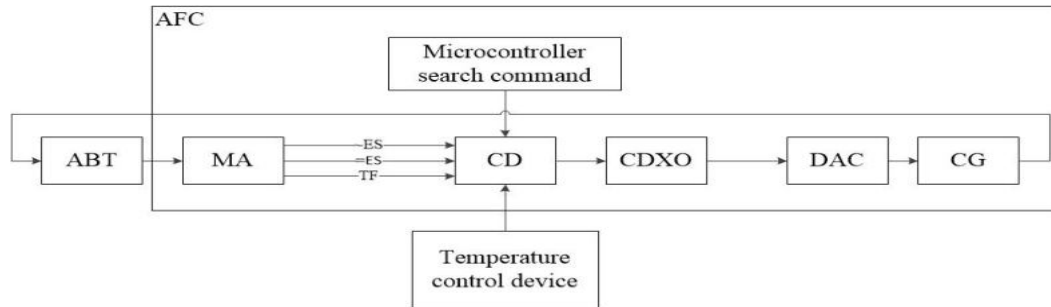 AFC
Microcontroller
search command
ABT
MA
~ES
=ES
TF
CD
CDXO
DAC
CG
Temperature
control device